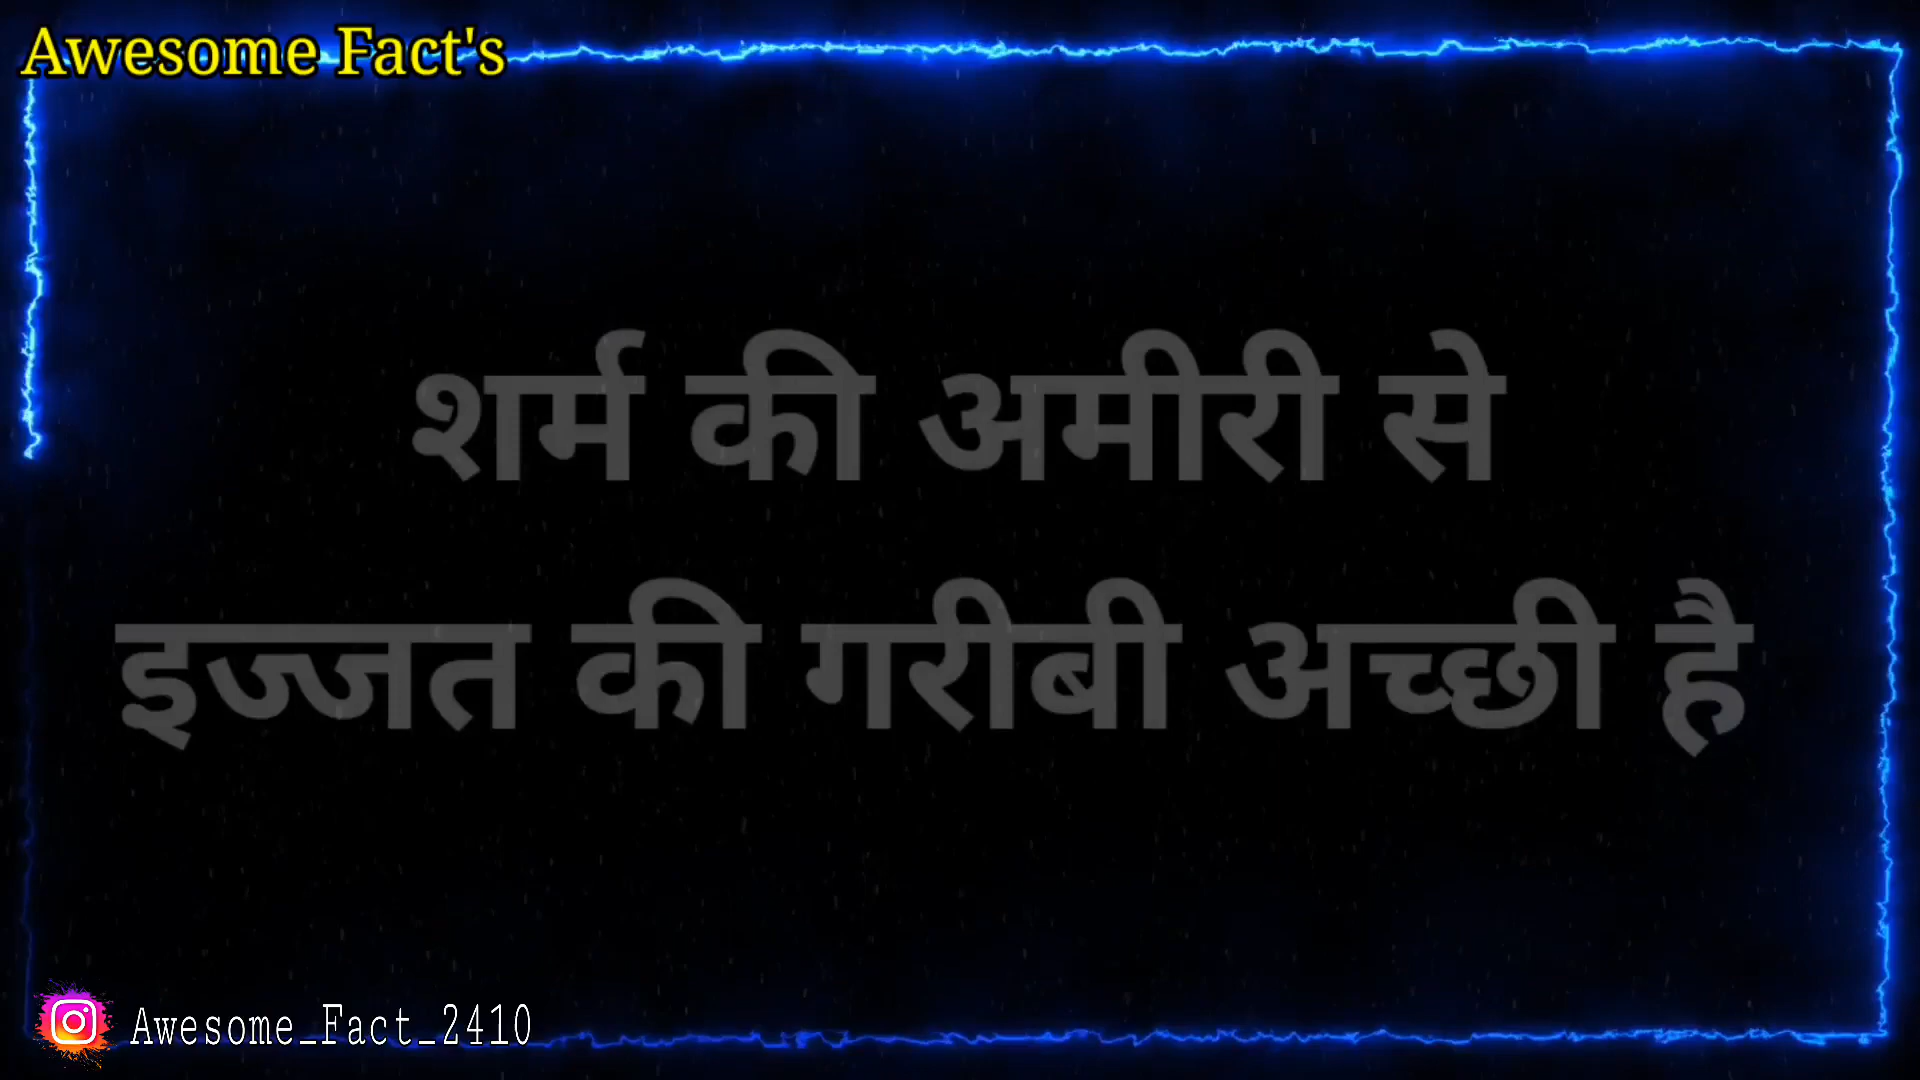 Awesome Fact's
शर्म की अमीरी से
इज्जत की गरीबी अच्छी है
Awesome_Fact_2410